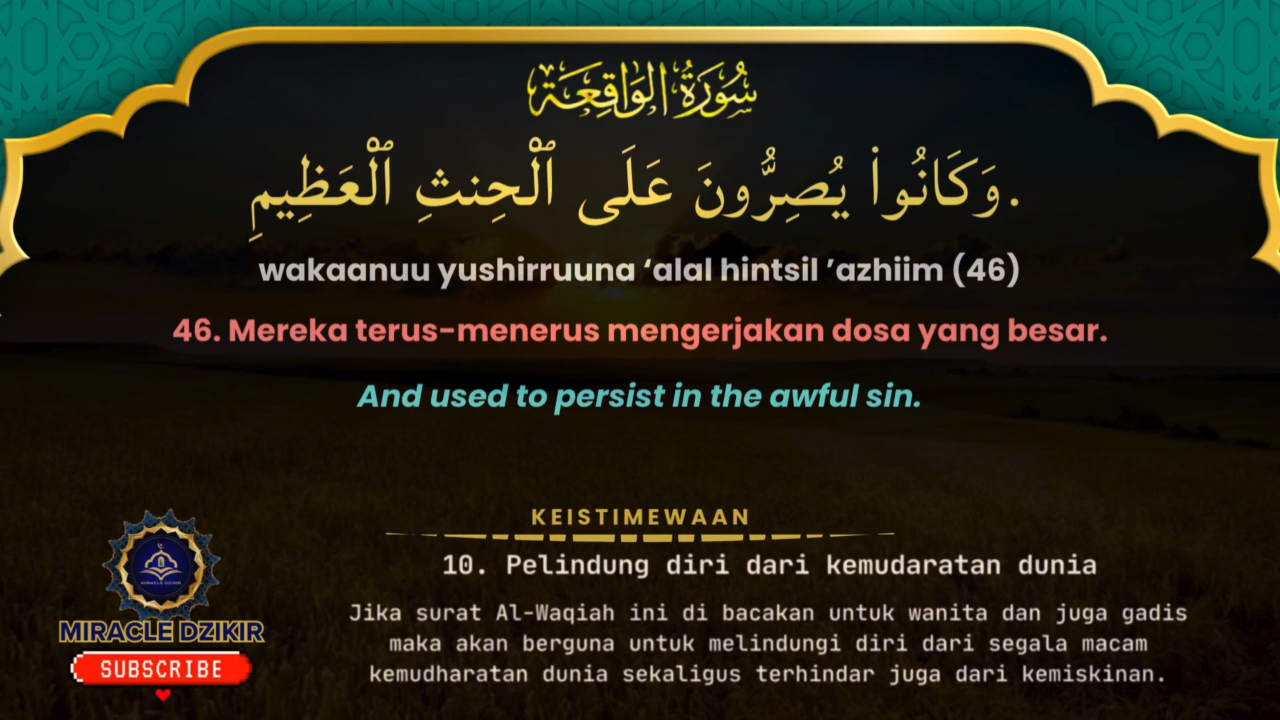 سُورَةُ الوَاقِعَة
وَكَانُوا۟ يُصِرُّونَ عَلَى ٱلْحِنثِ ٱلْعَظِيمِ.
wakaanuu yushirruuna ‘alal hintsil ’azhiim (46)
46. Mereka terus-menerus mengerjakan dosa yang besar.
And used to persist in the awful sin.
KEISTIMEWAAN
10. Pelindung diri dari kemudaratan dunia
Jika surat Al-Waqiah ini di bacakan untuk wanita dan juga gadis
maka akan berguna untuk melindungi diri dari segala macam
kemudharatan dunia sekaligus terhindar juga dari kemiskinan.
MIRACLE DZIKIR
MIRACLE DZIKIR
SUBSCRIBE